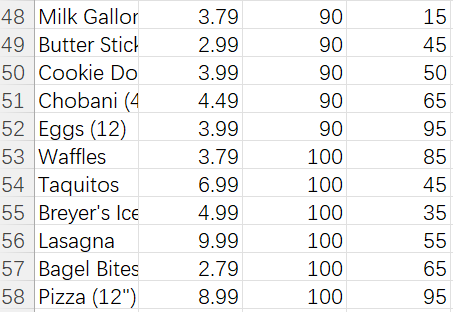 48 Milk Gallor 3.79 90 15
49 Butter Stick 2.99 90 45
50 Cookie Do 3.99 90 50
51 Chobani (4 4.49 90 65
52 Eggs (12) 3.99 90 95
53 Waffles 3.79 100 85
54 Taquitos 6.99 100 45
55 Breyer's Ice 4.99 100 35
56 Lasagna 9.99 100 55
57 Bagel Bites 2.79 100 65
58 Pizza (12") 8.99 100 95